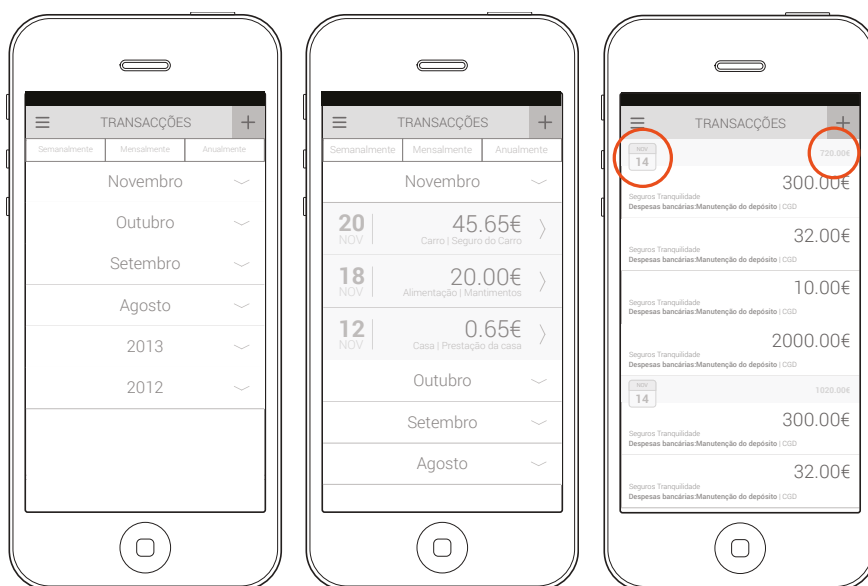 TRANSACÇÕES
Semanalmente Mensalmente Anualmente
Novembro
Outubro
Setembro
Agosto
2013
2012
TRANSACÇÕES
Semanalmente Mensalmente Anualmente
Novembro
20 NOV 45.65€
Carro | Seguro do Carro
18 NOV 20.00€
Alimentação | Mantimentos
12 NOV 0.65€
Casa | Prestação da casa
Outubro
Setembro
Agosto
TRANSACÇÕES
NOV
14 720.00€
300.00€
Seguros Tranquilidade
Despesas bancárias:Manutenção do depósito | CGD
32.00€
Seguros Tranquilidade
Despesas bancárias:Manutenção do depósito | CGD
10.00€
Seguros Tranquilidade
Despesas bancárias:Manutenção do depósito | CGD
2000.00€
Seguros Tranquilidade
Despesas bancárias:Manutenção do depósito | CGD
NOV
14 1020.00€
300.00€
Seguros Tranquilidade
Despesas bancárias:Manutenção do depósito | CGD
32.00€
Seguros Tranquilidade
Despesas bancárias:Manutenção do depósito | CGD